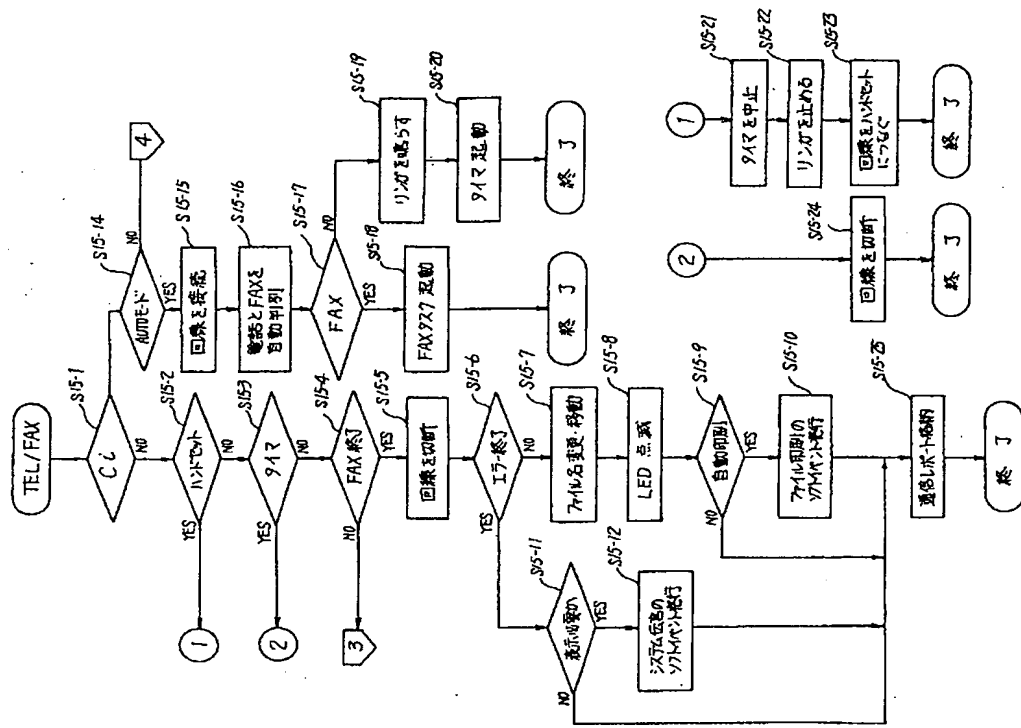 TEL/FAX
S15-1
Ci
NO
S15-2
ハンドセット
YES
NO
1
S15-3
タイマ
YES
NO
2
S15-4
FAX終了
NO
YES
3
S15-5
回線を切断
S15-6
エラー終了
YES
NO
S15-7
ファイル名変更・移動
S15-8
LED 点滅
S15-9
自動印刷
NO
YES
S15-10
ファイル印刷の
ソフトイベント発行
S15-11
表示必要か
NO
YES
S15-12
システム伝言の
ソフトイベント発行
S15-25
通信レポート格納
終 了
S15-14
AUTOモード
NO
4
YES
S15-15
回線を接続
S15-16
電話とFAXを
自動判別
S15-17
FAX
NO
YES
S15-18
FAXタスク起動
終 了
S15-19
リンガを鳴らす
S15-20
タイマ起動
終 了
1
S15-21
タイマを中止
S15-22
リンガを止める
S15-23
回線をハンドセット
につなぐ
終 了
2
S15-24
回線を切断
終 了